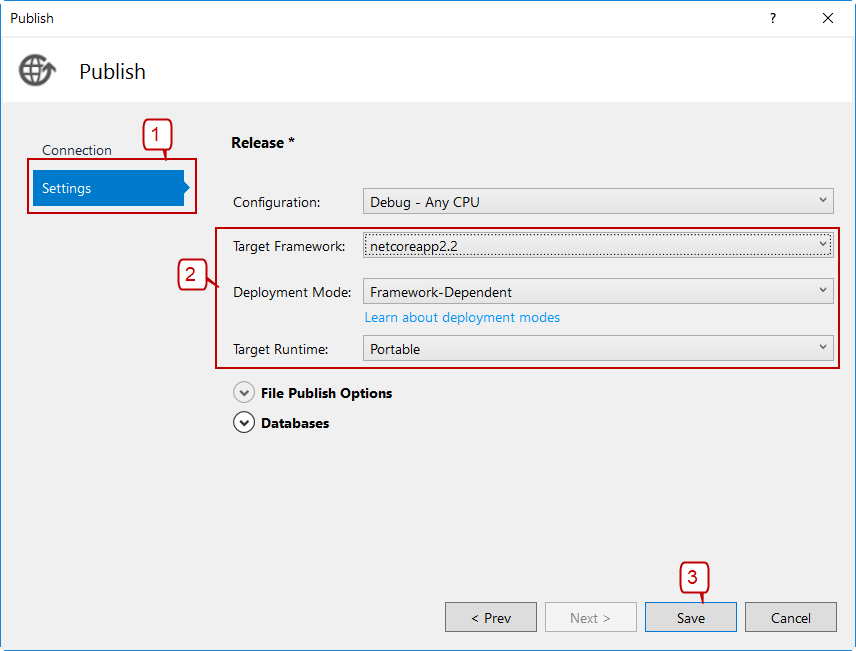 Publish
?
Publish
1
Connection
Settings
Release *
Configuration: Debug - Any CPU
2
Target Framework: netcoreapp2.2
Deployment Mode: Framework-Dependent
Learn about deployment modes
Target Runtime: Portable
File Publish Options
Databases
3
< Prev Next > Save Cancel